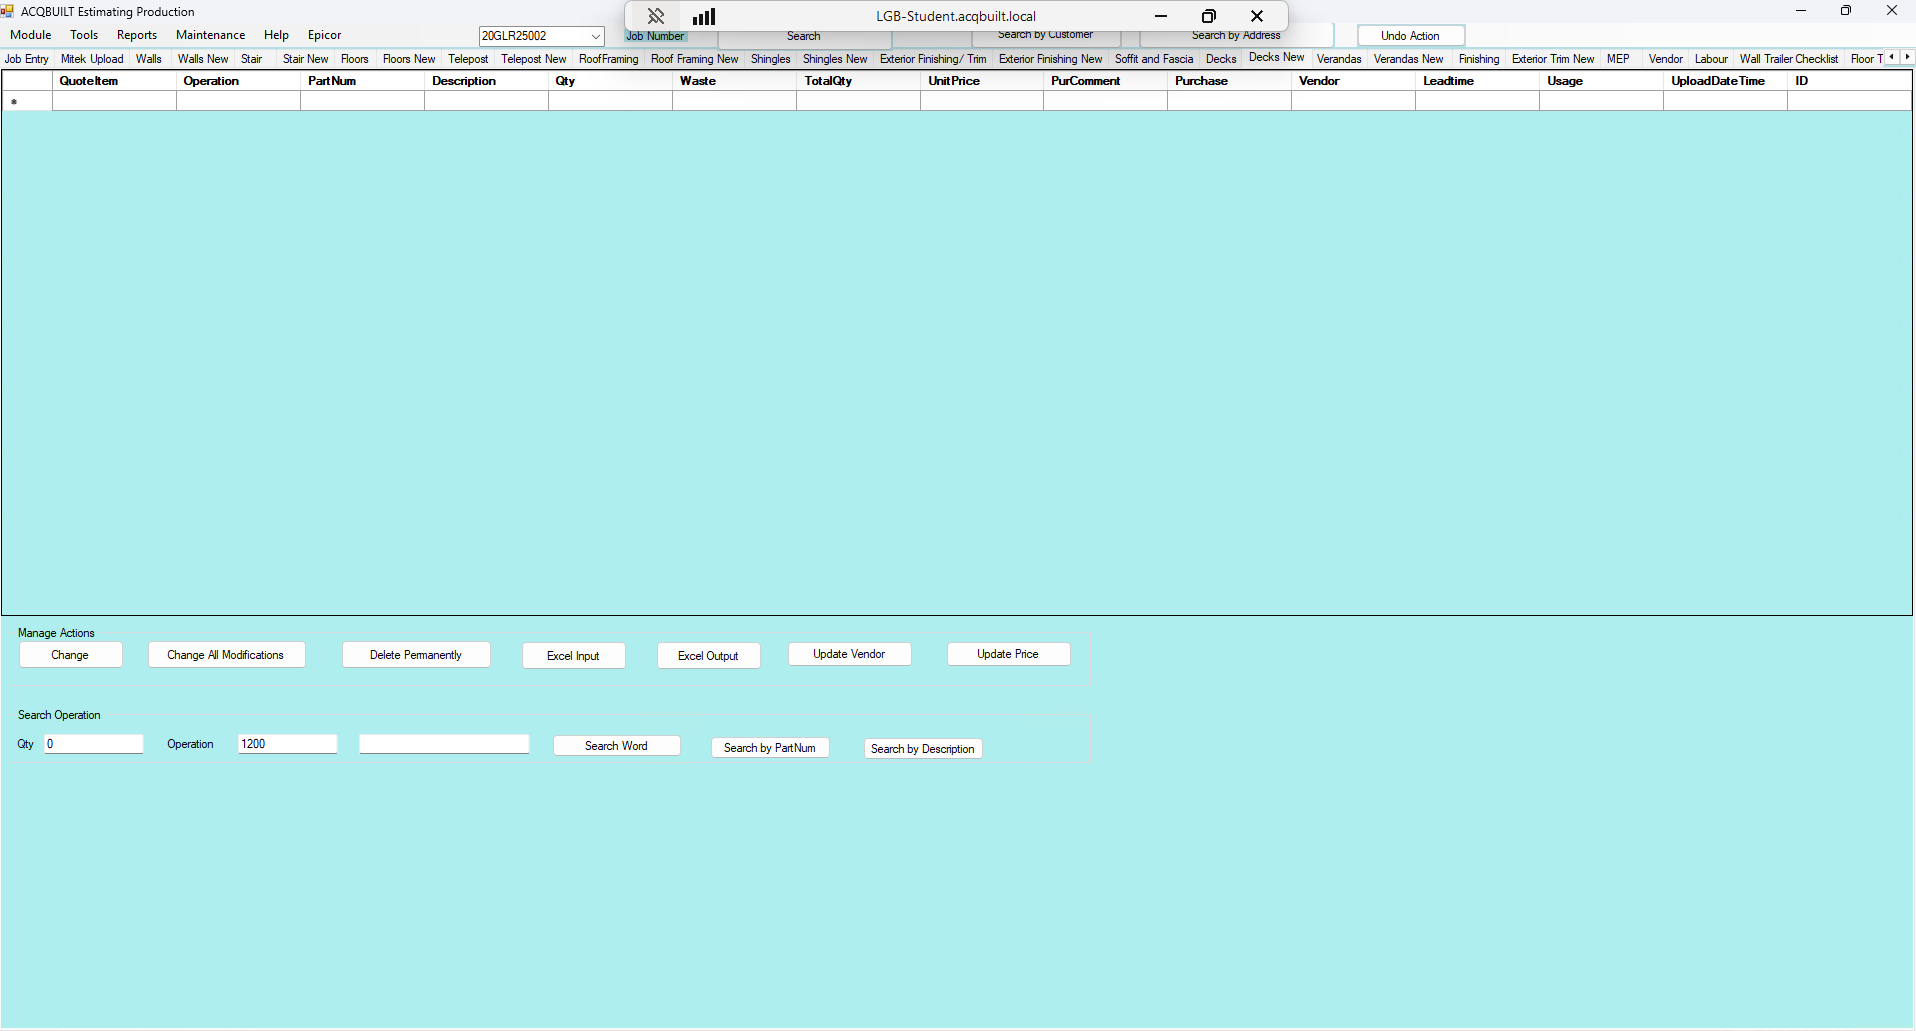 ACQBUILT Estimating Production
LGB-Student.acqbuilt.local
Module Tools Reports Maintenance Help Epicor 20GLR25002 Job Number Search Search by Customer Search by Address Undo Action
Job Entry Mitek Upload Walls Walls New Stair Stair New Floors Floors New Telepost Telepost New RoofFraming Roof Framing New Shingles Shingles New Exterior Finishing/ Trim Exterior Finishing New Soffit and Fascia Decks Decks New Verandas Verandas New Finishing Exterior Trim New MEP Vendor Labour Wall Trailer Checklist Floor T
QuoteItem Operation PartNum Description Qty Waste TotalQty UnitPrice PurComment Purchase Vendor Leadtime Usage UploadDateTime ID
Manage Actions
Change Change All Modifications Delete Permanently Excel Input Excel Output Update Vendor Update Price
Search Operation
Qty 0 Operation 1200 Search Word Search by PartNum Search by Description